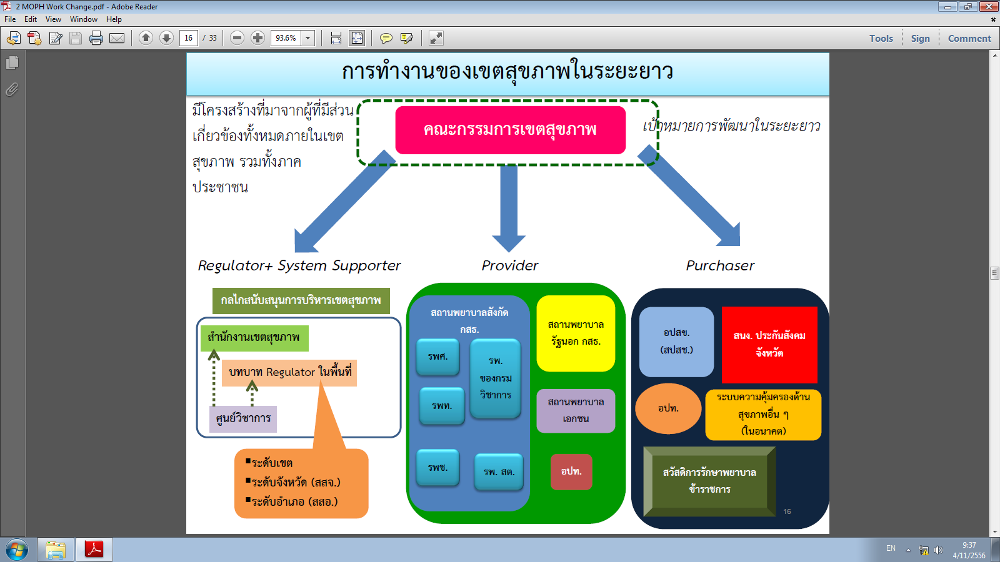 2 MOPH Work Change.pdf - Adobe Reader
File Edit View Window Help
16 / 33 93.6% Tools Sign Comment
การทำงานของเขตสุขภาพในระยะยาว
มีโครงสร้างที่มาจากผู้ที่มีส่วน
เกี่ยวข้องทั้งหมดภายในเขต
สุขภาพ รวมทั้งภาค
ประชาชน
คณะกรรมการเขตสุขภาพ
เป้าหมายการพัฒนาในระยะยาว
Regulator+ System Supporter
กลไกสนับสนุนการบริหารเขตสุขภาพ
สำนักงานเขตสุขภาพ
บทบาท Regulator ในพื้นที่
ศูนย์วิชาการ
▪ระดับเขต
▪ระดับจังหวัด (สสจ.)
▪ระดับอำเภอ (สสอ.)
Provider
สถานพยาบาลสังกัด
กสธ.
รพศ.
รพ.
ของกรม
วิชาการ
รพท.
รพช.
รพ. สต.
สถานพยาบาล
รัฐนอก กสธ.
สถานพยาบาล
เอกชน
อปท.
Purchaser
อปสข.
(สปสช.)
สนง. ประกันสังคม
จังหวัด
อปท.
ระบบความคุ้มครองด้าน
สุขภาพอื่น ๆ
(ในอนาคต)
สวัสดิการรักษาพยาบาล
ข้าราชการ
16
EN
9:37
4/11/2556